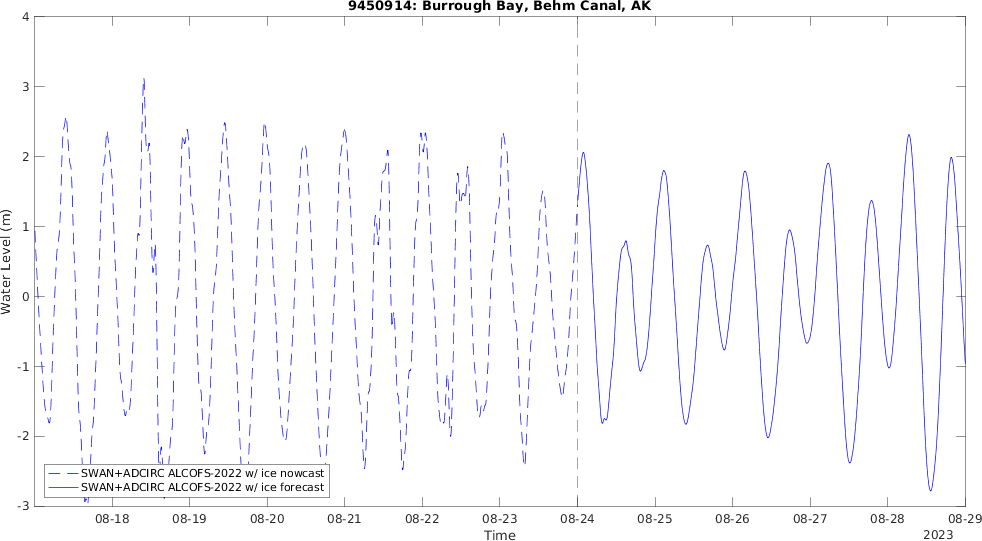 9450914: Burrough Bay, Behm Canal, AK
Water Level (m)
4
3
2
1
0
-1
-2
-3
SWAN+ADCIRC ALCOFS-2022 w/ ice nowcast
SWAN+ADCIRC ALCOFS-2022 w/ ice forecast
08-18 08-19 08-20 08-21 08-22 08-23 08-24 08-25 08-26 08-27 08-28 08-29
Time
2023